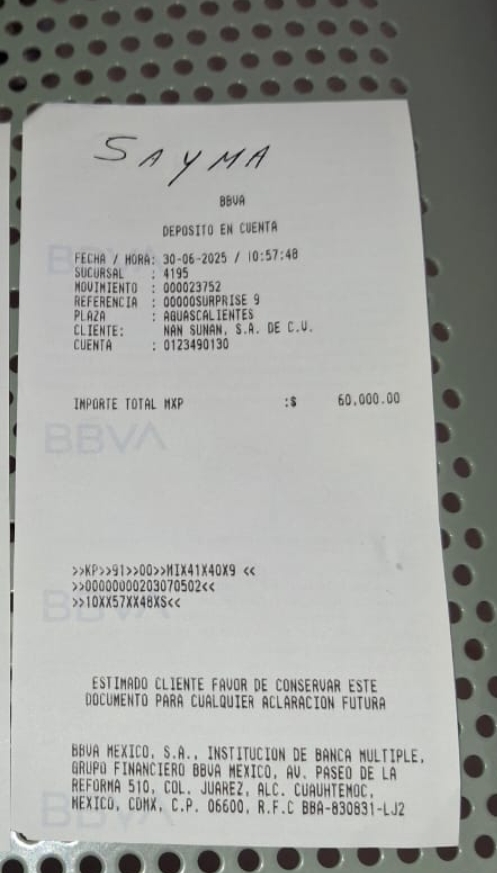 SAYMA
BBVA
DEPOSITO EN CUENTA
FECHA / HORA: 30-06-2025 / 10:57:48
SUCURSAL : 4195
MOVIMIENTO : 000023752
REFERENCIA : 00000SURPRISE 9
PLAZA : AGUASCALIENTES
CLIENTE: NAN SUNAN, S.A. DE C.V.
CUENTA : 0123490130
IMPORTE TOTAL MXP :$ 60,000.00
BBVA
>>KP>>91>>00>>MIX41X40X9 <<
>>00000000203070502<<
>>10XX57XX48XS<<
BBVA
ESTIMADO CLIENTE FAVOR DE CONSERVAR ESTE
DOCUMENTO PARA CUALQUIER ACLARACION FUTURA
BBVA MEXICO, S.A., INSTITUCION DE BANCA MULTIPLE,
GRUPO FINANCIERO BBVA MEXICO, AV. PASEO DE LA
REFORMA 510, COL. JUAREZ, ALC. CUAUHTEMOC,
MEXICO, CDMX, C.P. 06600, R.F.C BBA-830831-LJ2